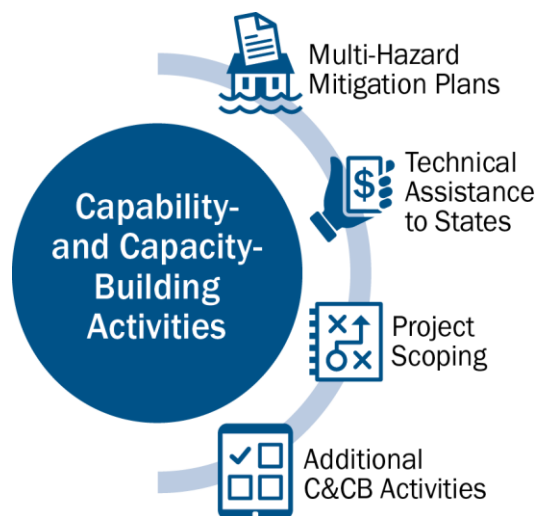 Multi-Hazard
Mitigation Plans
Technical
Assistance
to States
$
Capability-
and Capacity-
Building
Activities
Project
Scoping
Additional
C&CB Activities